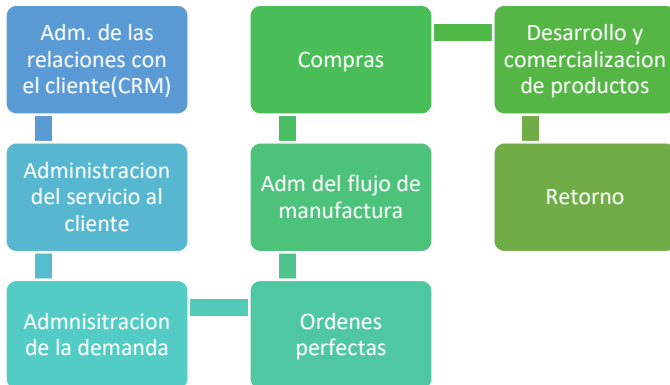 Adm. de las
relaciones con
el cliente(CRM)
Administracion
del servicio al
cliente
Admnisitracion
de la demanda
Ordenes
perfectas
Adm del flujo de
manufactura
Compras
Desarrollo y
comercializacion
de productos
Retorno